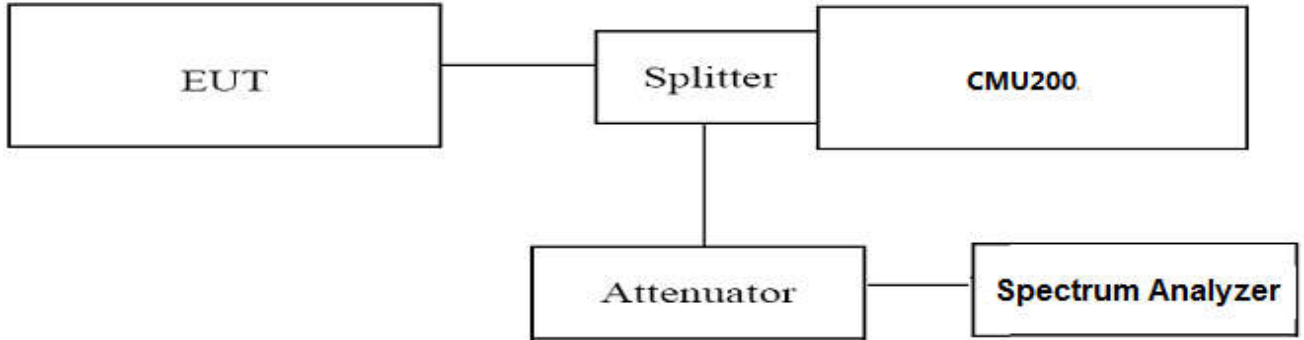 EUT
Splitter
CMU200.
Attenuator
Spectrum Analyzer